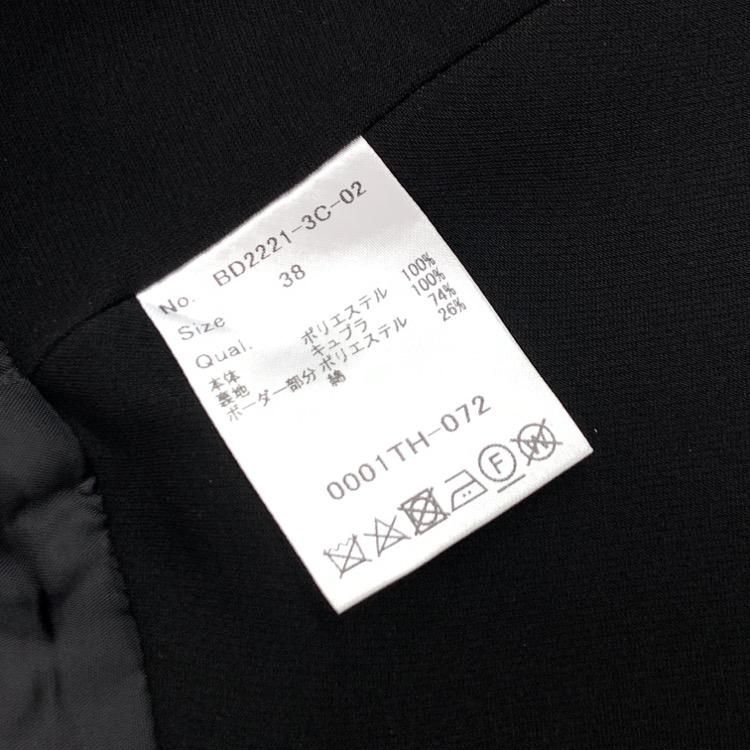 No. BD2221-3C-02
Size 38
Qual.
本体 ポリエステル 100%
裏地 キュプラ 100%
ボーダー部分 ポリエステル 74%
綿 26%
0001TH-072
F
W